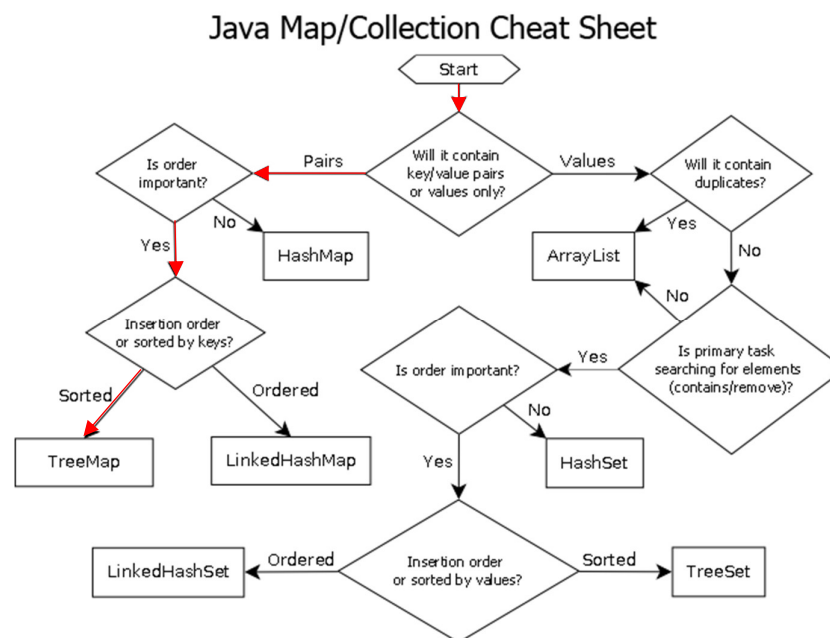 Java Map/Collection Cheat Sheet
Start
Will it contain
key/value pairs
or values only?
Pairs
Values
Is order
important?
Will it contain
duplicates?
No
Yes
HashMap
Yes
No
ArrayList
No
Insertion order
or sorted by keys?
Is order important?
Yes
Is primary task
searching for elements
(contains/remove)?
Sorted
Ordered
No
TreeMap
LinkedHashMap
Yes
HashSet
Insertion order
or sorted by values?
Ordered
Sorted
LinkedHashSet
TreeSet